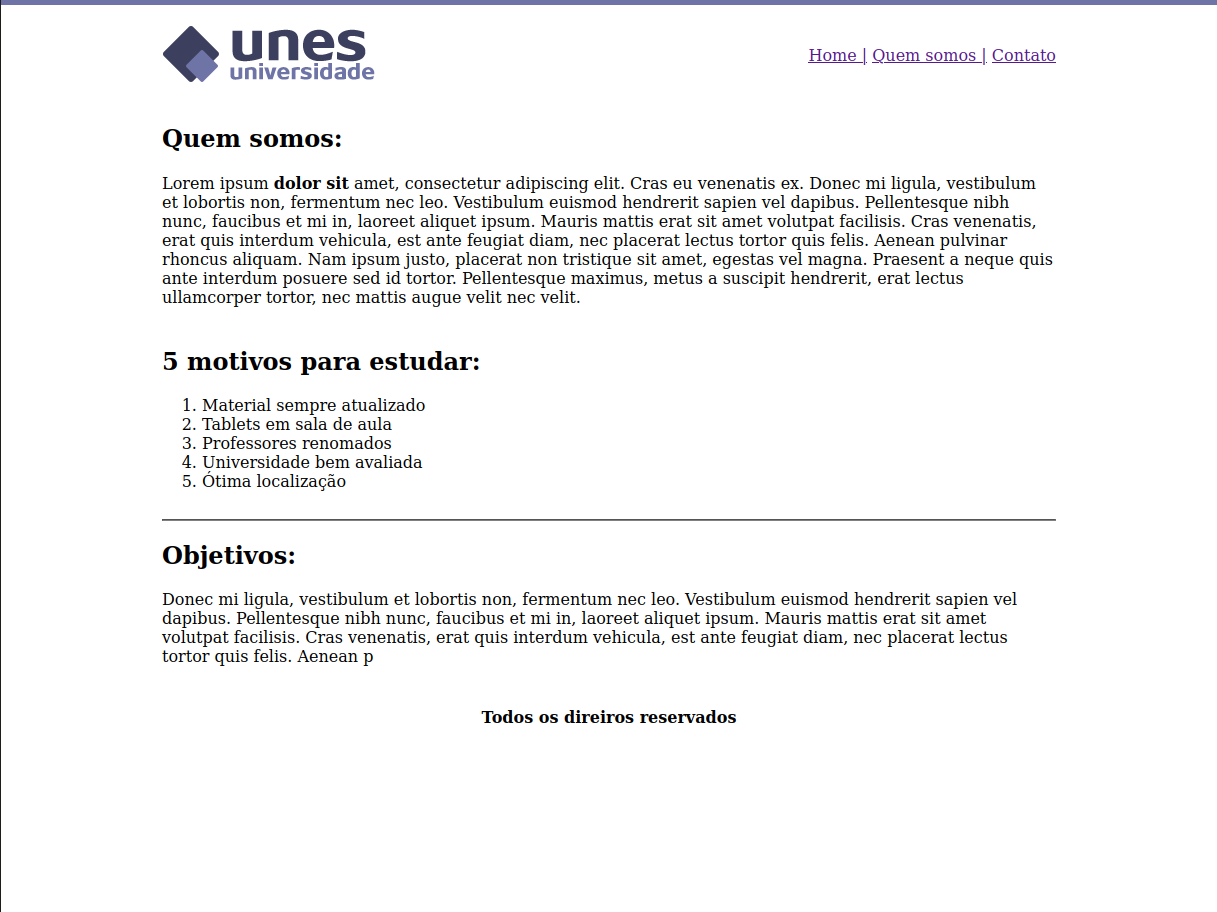 unes
universidade
Home | Quem somos | Contato
Quem somos:
Lorem ipsum dolor sit amet, consectetur adipiscing elit. Cras eu venenatis ex. Donec mi ligula, vestibulum
et lobortis non, fermentum nec leo. Vestibulum euismod hendrerit sapien vel dapibus. Pellentesque nibh
nunc, faucibus et mi in, laoreet aliquet ipsum. Mauris mattis erat sit amet volutpat facilisis. Cras venenatis,
erat quis interdum vehicula, est ante feugiat diam, nec placerat lectus tortor quis felis. Aenean pulvinar
rhoncus aliquam. Nam ipsum justo, placerat non tristique sit amet, egestas vel magna. Praesent a neque quis
ante interdum posuere sed id tortor. Pellentesque maximus, metus a suscipit hendrerit, erat lectus
ullamcorper tortor, nec mattis augue velit nec velit.
5 motivos para estudar:
1. Material sempre atualizado
2. Tablets em sala de aula
3. Professores renomados
4. Universidade bem avaliada
5. Ótima localização
Objetivos:
Donec mi ligula, vestibulum et lobortis non, fermentum nec leo. Vestibulum euismod hendrerit sapien vel
dapibus. Pellentesque nibh nunc, faucibus et mi in, laoreet aliquet ipsum. Mauris mattis erat sit amet
volutpat facilisis. Cras venenatis, erat quis interdum vehicula, est ante feugiat diam, nec placerat lectus
tortor quis felis. Aenean p
Todos os direiros reservados